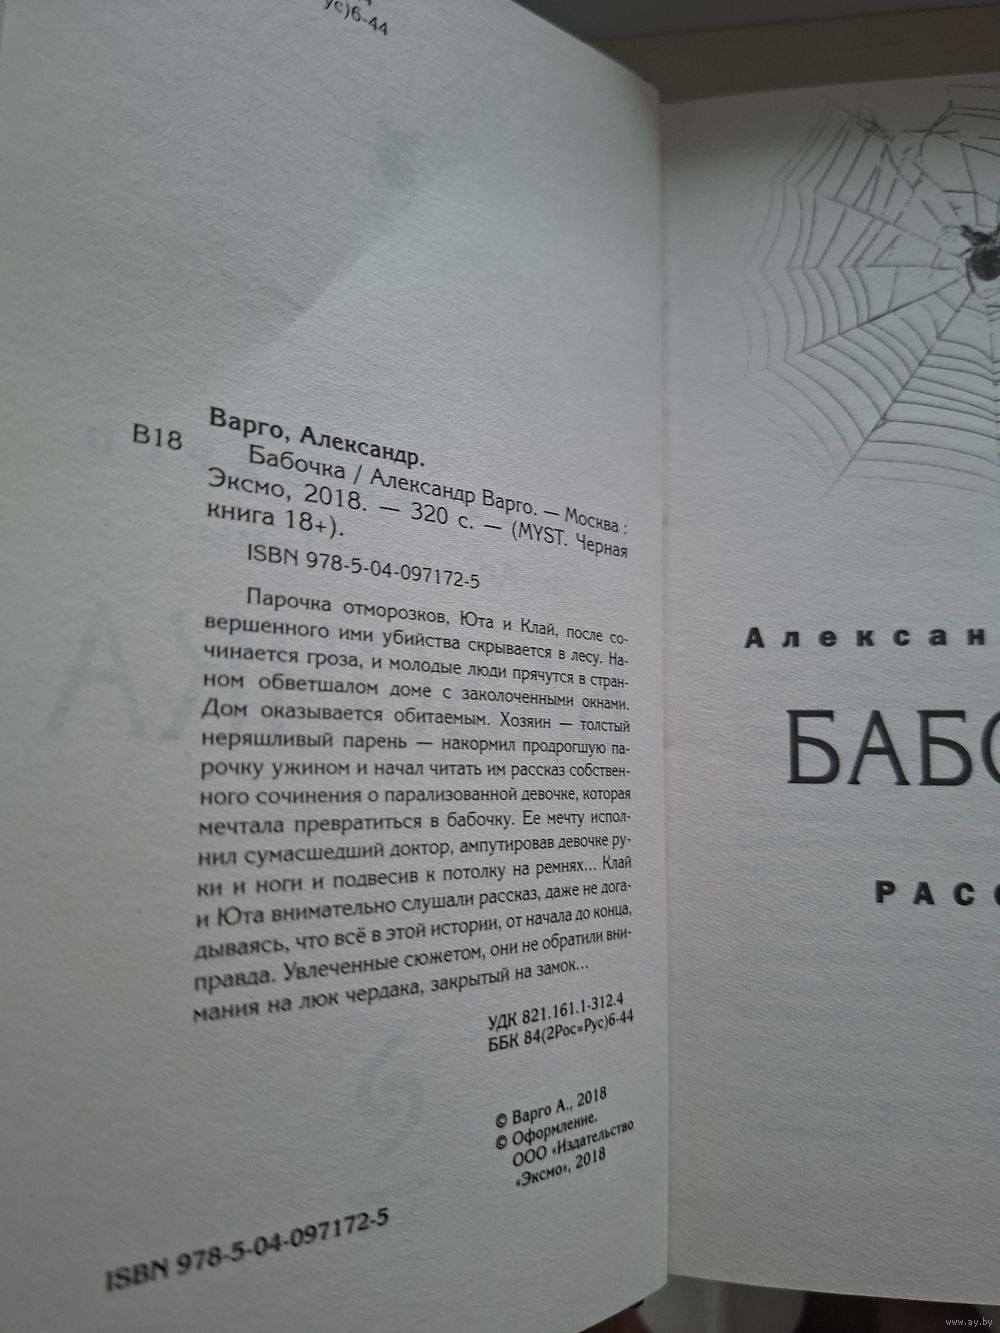 ус)6-44
Варго, Александр.
В18
Бабочка / Александр Варго. — Москва :
Эксмо, 2018. — 320 с. — (MYST. Черная
книга 18+).
ISBN 978-5-04-097172-5
Парочка отморозков, Юта и Клай, после со-
вершенного ими убийства скрывается в лесу. На-
чинается гроза, и молодые люди прячутся в стран-
ном обветшалом доме с заколоченными окнами.
Дом оказывается обитаемым. Хозяин — толстый
неряшливый парень — накормил продрогшую па-
рочку ужином и начал читать им рассказ собствен-
ного сочинения о парализованной девочке, которая
мечтала превратиться в бабочку. Ее мечту испол-
нил сумасшедший доктор, ампутировав девочке ру-
ки и ноги и подвесив к потолку на ремнях... Клай
и Юта внимательно слушали рассказ, даже не дога-
дываясь, что всё в этой истории, от начала до конца,
правда. Увлеченные сюжетом, они не обратили вни-
мания на люк чердака, закрытый на замок...
УДК 821.161.1-312.4
ББК 84(2Рос=Рус)6-44
© Варго А., 2018
© Оформление.
ООО «Издательство
«Эксмо», 2018
ISBN 978-5-04-097172-5
Алексан
БАБО
РАСС
www.ay.by